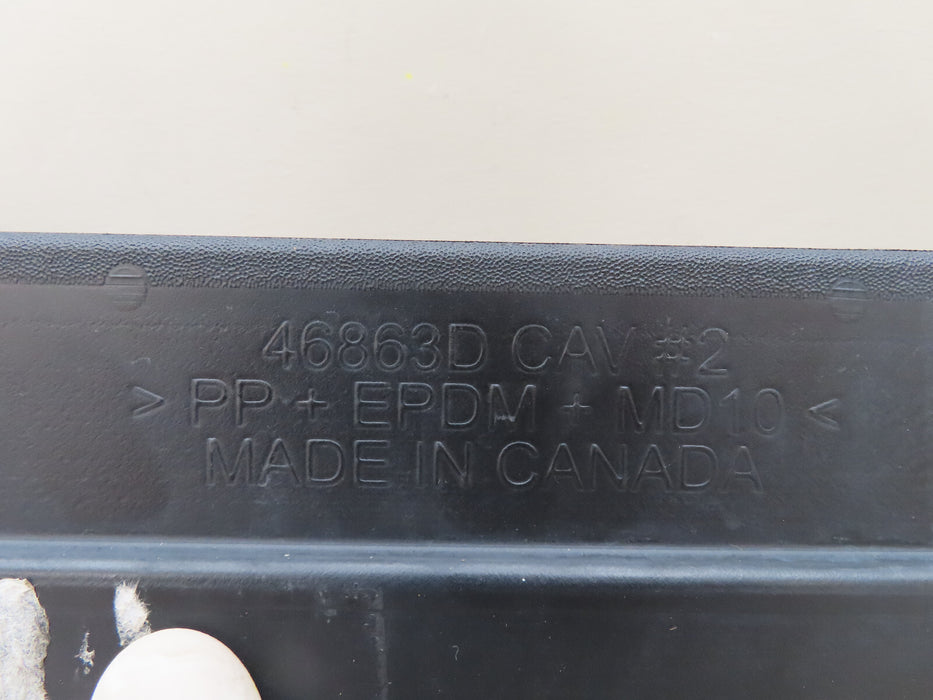 46863D CAV #2
> PP + EPDM + MD10 <
MADE IN CANADA